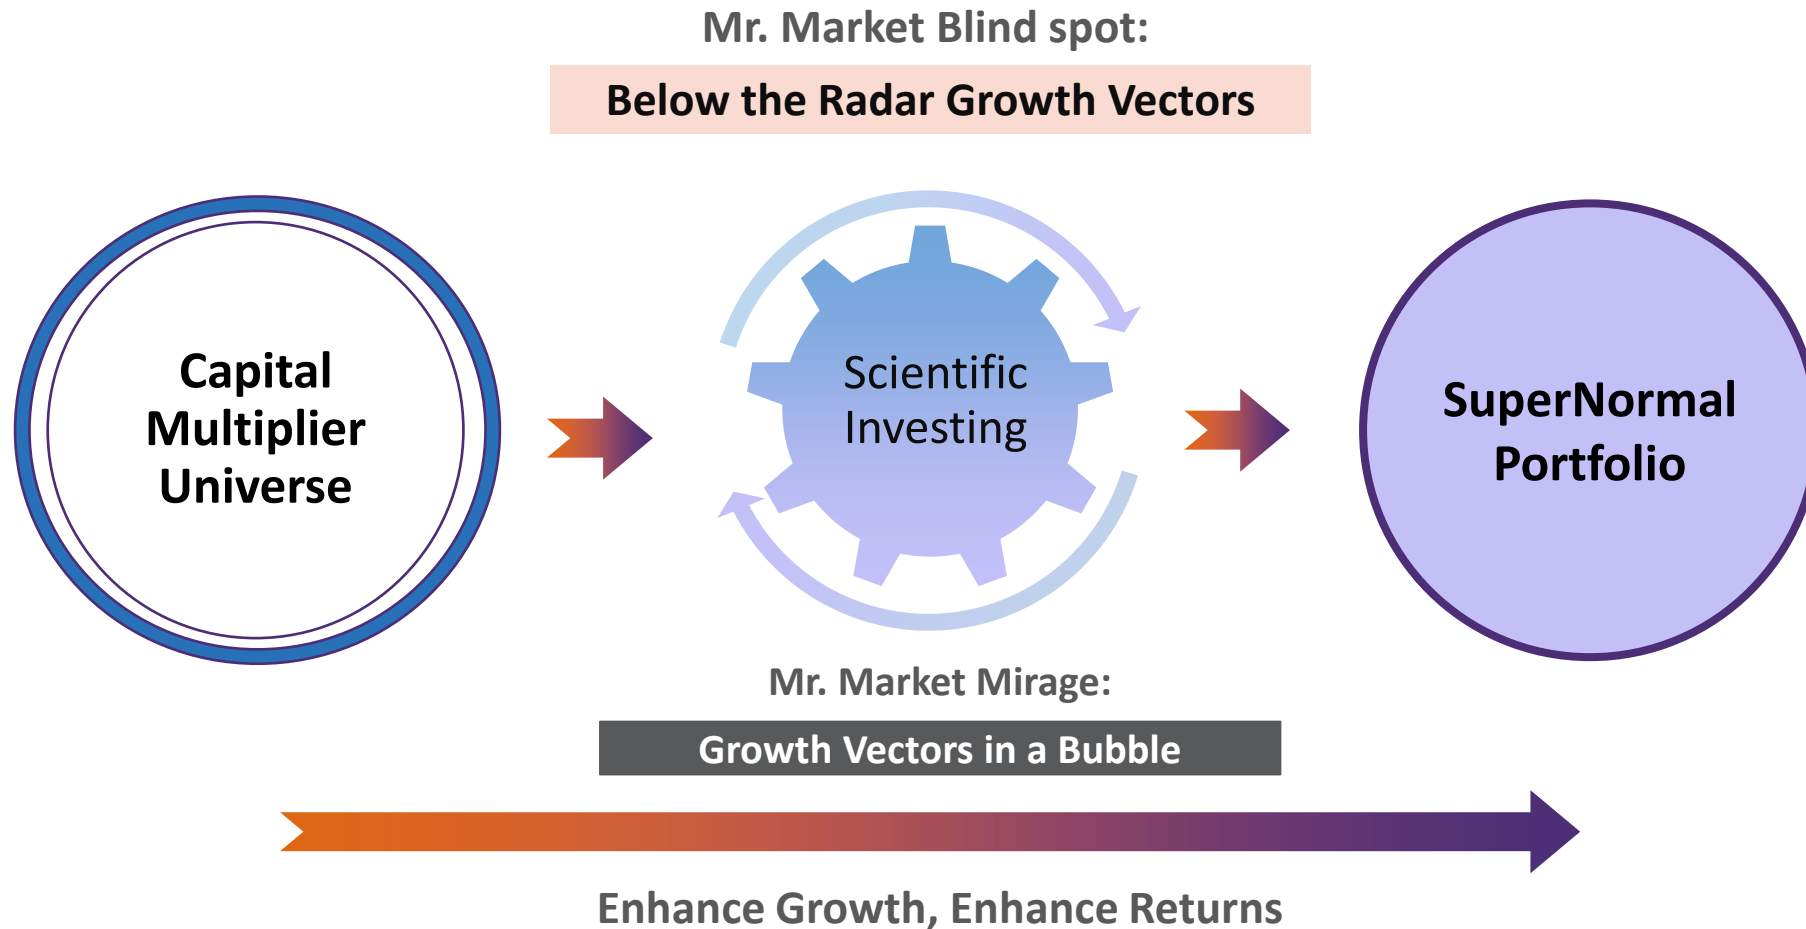 Mr. Market Blind spot:
Below the Radar Growth Vectors
Capital
Multiplier
Universe
Scientific
Investing
SuperNormal
Portfolio
Mr. Market Mirage:
Growth Vectors in a Bubble
Enhance Growth, Enhance Returns